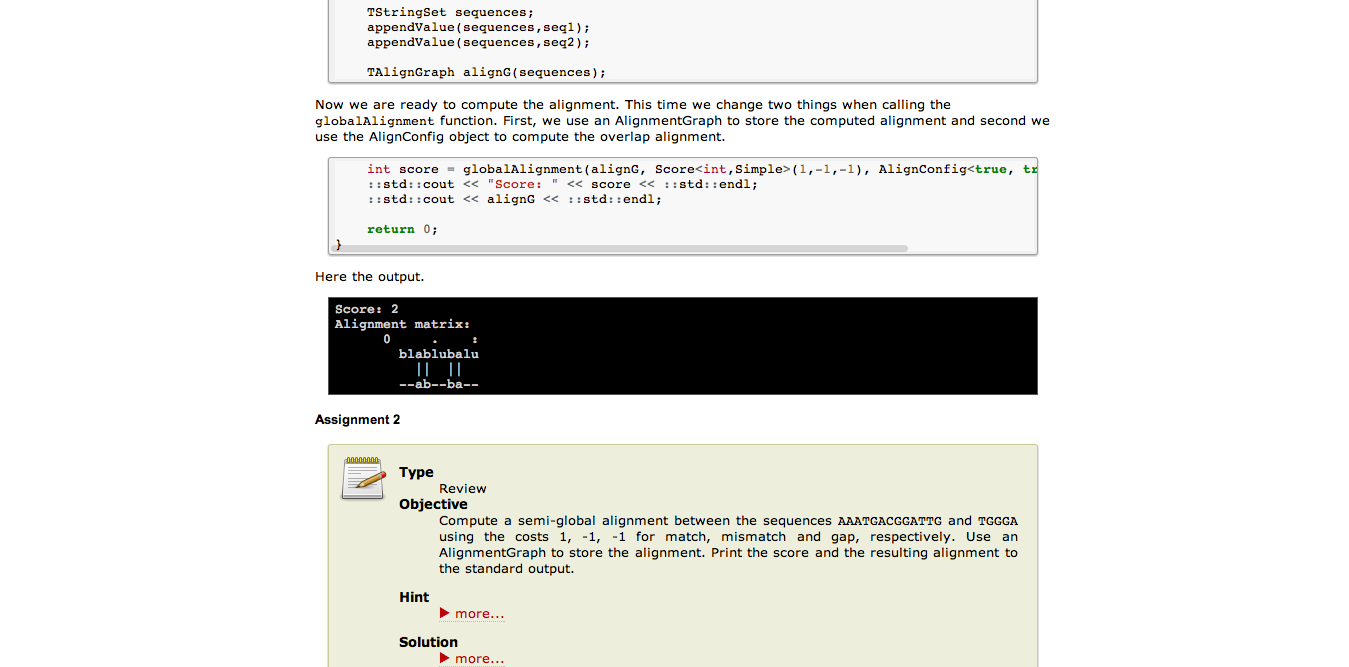 TStringSet sequences;
appendValue(sequences,seq1);
appendValue(sequences,seq2);
TAlignGraph alignG(sequences);
Now we are ready to compute the alignment. This time we change two things when calling the
globalAlignment function. First, we use an AlignmentGraph to store the computed alignment and second we
use the AlignConfig object to compute the overlap alignment.
int score = globalAlignment(alignG, Score<int,Simple>(1,-1,-1), AlignConfig<true, tr
::std::cout << "Score: " << score << ::std::endl;
::std::cout << alignG << ::std::endl;
return 0;
}
Here the output.
Score: 2
Alignment matrix:
0     .    :
blablubalu
||  ||
--ab--ba--
Assignment 2
Type
Review
Objective
Compute a semi-global alignment between the sequences AAATGACGGATTG and TGGGA
using the costs 1, -1, -1 for match, mismatch and gap, respectively. Use an
AlignmentGraph to store the alignment. Print the score and the resulting alignment to
the standard output.
Hint
▶ more...
Solution
▶ more...